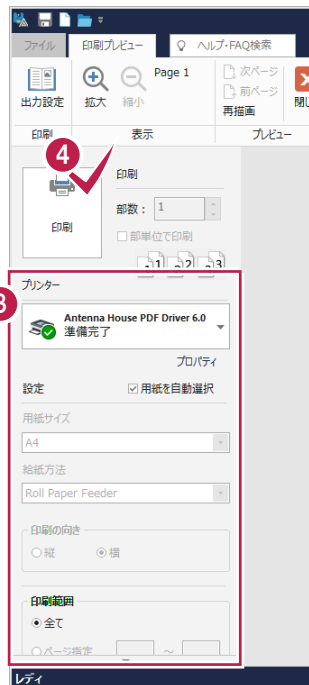 ファイル 印刷プレビュー ヘルプ・FAQ検索
Page 1
次ページ
前ページ
出力設定 拡大 縮小 再描画
印刷 表示 プレビュー
4
印刷
部数： 1
印刷
部単位で印刷
1 2 3
プリンター
Antenna House PDF Driver 6.0
準備完了
プロパティ
設定 用紙を自動選択
用紙サイズ
A4
給紙方法
Roll Paper Feeder
印刷の向き
縦 横
印刷範囲
全て
ページ指定 ～
レディ